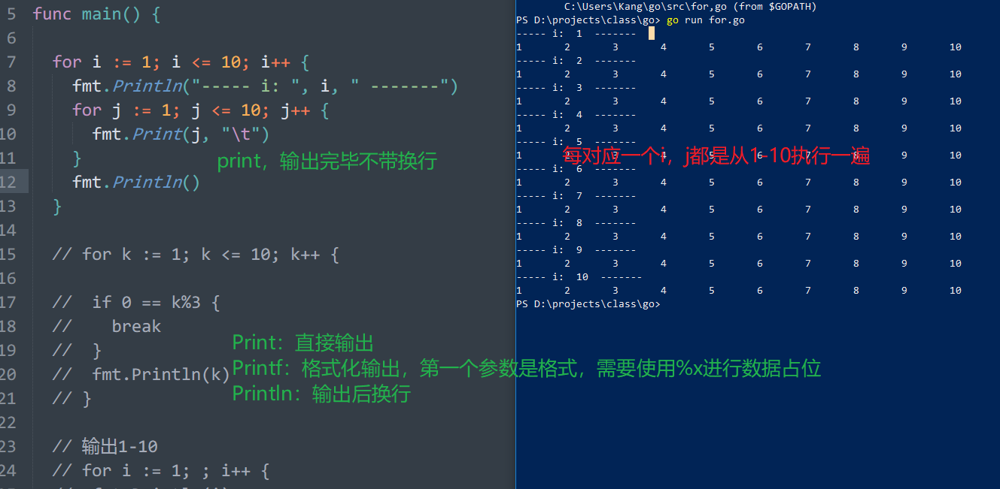 5 func main() {
6
7 for i := 1; i <= 10; i++ {
8 fmt.Println("----- i: ", i, " -------")
9 for j := 1; j <= 10; j++ {
10 fmt.Print(j, "\t")
11 }
print，输出完毕不带换行
12 fmt.Println()
13 }
14
15 // for k := 1; k <= 10; k++ {
16
17 // if 0 == k%3 {
18 // break
19 // }
20 // fmt.Println(k)
21 // }
Print：直接输出
Printf：格式化输出，第一个参数是格式，需要使用%x进行数据占位
Println：输出后换行
22
23 // 输出1-10
24 // for i := 1; ; i++ {
C:\Users\Kang\go\src\for,go (from $GOPATH)
PS D:\projects\class\go> go run for.go
----- i:  1  -------
1 2 3 4 5 6 7 8 9 10
----- i:  2  -------
1 2 3 4 5 6 7 8 9 10
----- i:  3  -------
1 2 3 4 5 6 7 8 9 10
----- i:  4  -------
1 2 3 4 5 6 7 8 9 10
----- i:  5  -------
1 2 3 4 5 6 7 8 9 10
每对应一个i，j都是从1-10执行一遍
----- i:  6  -------
1 2 3 4 5 6 7 8 9 10
----- i:  7  -------
1 2 3 4 5 6 7 8 9 10
----- i:  8  -------
1 2 3 4 5 6 7 8 9 10
----- i:  9  -------
1 2 3 4 5 6 7 8 9 10
----- i:  10  -------
1 2 3 4 5 6 7 8 9 10
PS D:\projects\class\go>